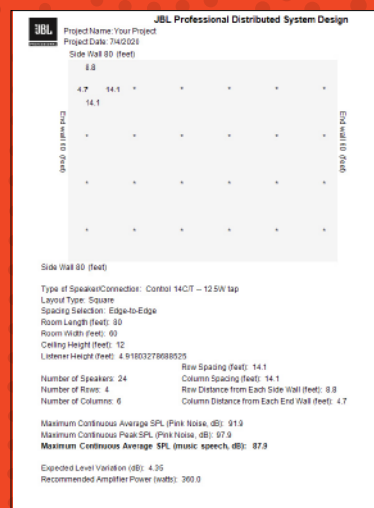 JBL Professional Distributed System Design
JBL
Project Name: Your Project
Project Date: 7/4/2020
Side Wall 80 (feet)
8.8
4.7 14.1
14.1
End wall 60 (feet)
End wall 60 (feet)
Side Wall 80 (feet)
Type of Speaker/Connection: Control 14C/T -- 12.5W tap
Layout Type: Square
Spacing Selection: Edge-to-Edge
Room Length (feet): 80
Room Width (feet): 60
Ceiling Height (feet): 12
Listener Height (feet): 4.91803278688525
Row Spacing (feet): 14.1
Number of Speakers: 24 Column Spacing (feet): 14.1
Number of Rows: 4 Row Distance from Each Side Wall (feet): 8.8
Number of Columns: 6 Column Distance from Each End Wall (feet): 4.7
Maximum Continuous Average SPL (Pink Noise, dB): 91.9
Maximum Continuous Peak SPL (Pink Noise, dB): 97.9
Maximum Continuous Average SPL (music speech, dB): 87.9
Expected Level Variation (dB): 4.35
Recommended Amplifier Power (watts): 360.0